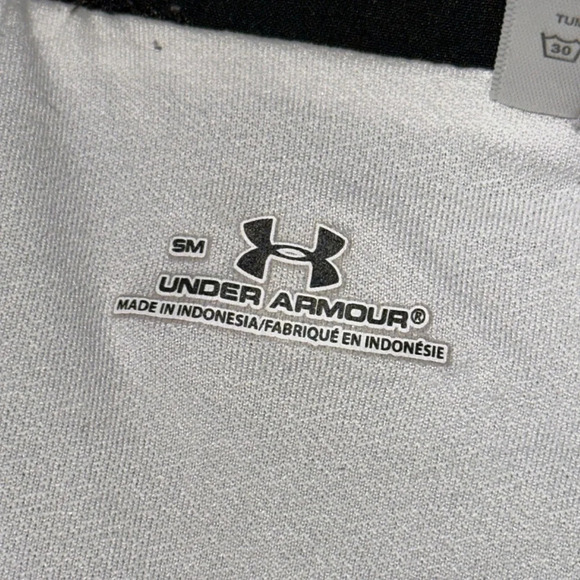 30
SM
UNDER ARMOUR®
MADE IN INDONESIA/FABRIQUÉ EN INDONÉSIE